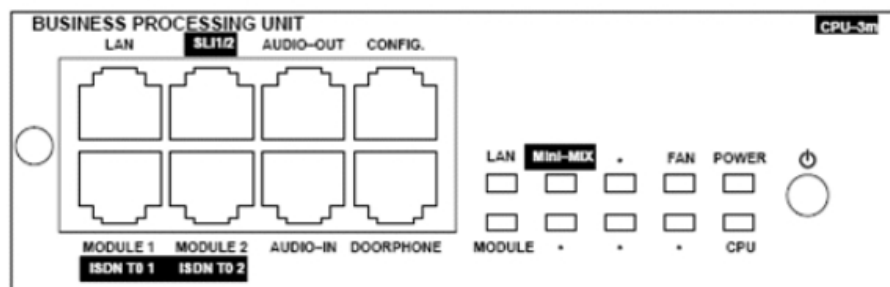 BUSINESS PROCESSING UNIT
CPU-3m
LAN SLI1/2 AUDIO-OUT CONFIG.
LAN Mini-MIX . FAN POWER
MODULE 1 MODULE 2 AUDIO-IN DOORPHONE MODULE . . . CPU
ISDN T0 1 ISDN T0 2